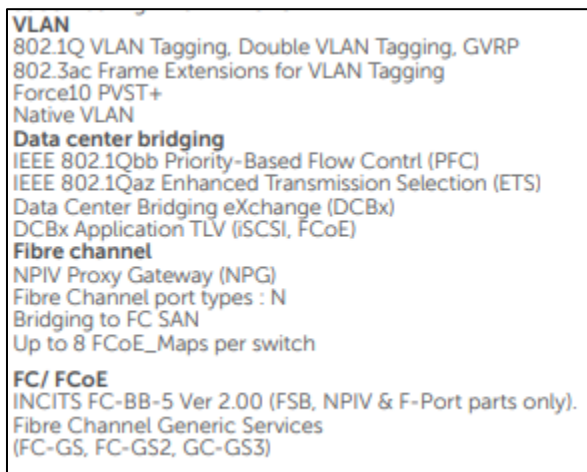 VLAN
802.1Q VLAN Tagging, Double VLAN Tagging, GVRP
802.3ac Frame Extensions for VLAN Tagging
Force10 PVST+
Native VLAN
Data center bridging
IEEE 802.1Qbb Priority-Based Flow Contrl (PFC)
IEEE 802.1Qaz Enhanced Transmission Selection (ETS)
Data Center Bridging eXchange (DCBx)
DCBx Application TLV (iSCSI, FCoE)
Fibre channel
NPIV Proxy Gateway (NPG)
Fibre Channel port types : N
Bridging to FC SAN
Up to 8 FCoE_Maps per switch
FC/ FCoE
INCITS FC-BB-5 Ver 2.00 (FSB, NPIV & F-Port parts only).
Fibre Channel Generic Services
(FC-GS, FC-GS2, GC-GS3)